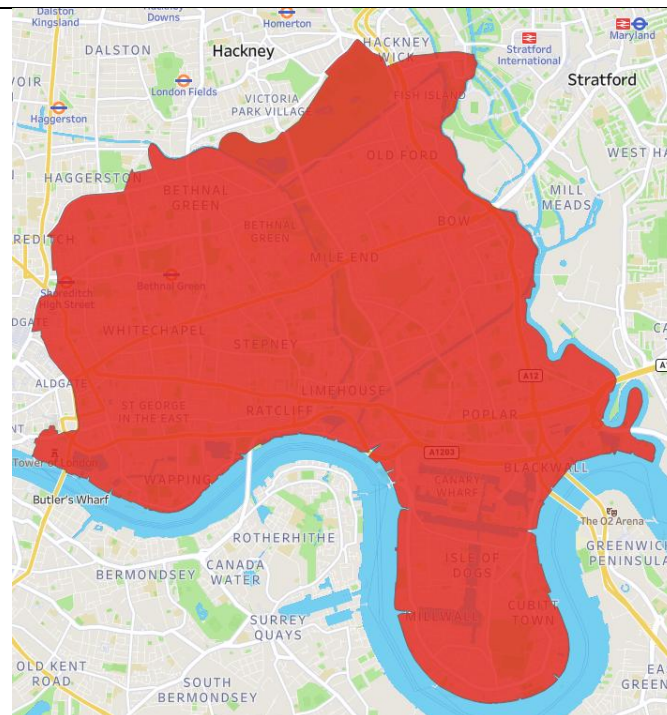 Dalston
Kingsland
Downs
Homerton
DALSTON
Hackney
HACKNEY
WICK
Stratford
International
Maryland
Stratford
London Fields
VICTORIA
PARK VILLAGE
FISH ISLAND
Haggerston
OLD FORD
WEST HA
HAGGERSTON
BETHNAL
GREEN
MILL
MEADS
BETHNAL
GREEN
BOW
REDITCH
MILE END
Shoreditch
High Street
Bethnal Green
DGATE
WHITECHAPEL
STEPNEY
ALDGATE
A12
LIMEHOUSE
ST GEORGE
IN THE EAST
RATCLIFF
POPLAR
A1203
Tower of London
WAPPING
BLACKWALL
CANARY
WHARF
Butler's Wharf
The O2 Arena
ROTHERHITHE
GREENWICH
PENINSULA
BERMONDSEY
CANADA
WATER
ISLE OF
DOGS
SURREY
QUAYS
MILLWALL
CUBITT
TOWN
OLD KENT
ROAD
SOUTH
BERMONDSEY
EA
GREEN